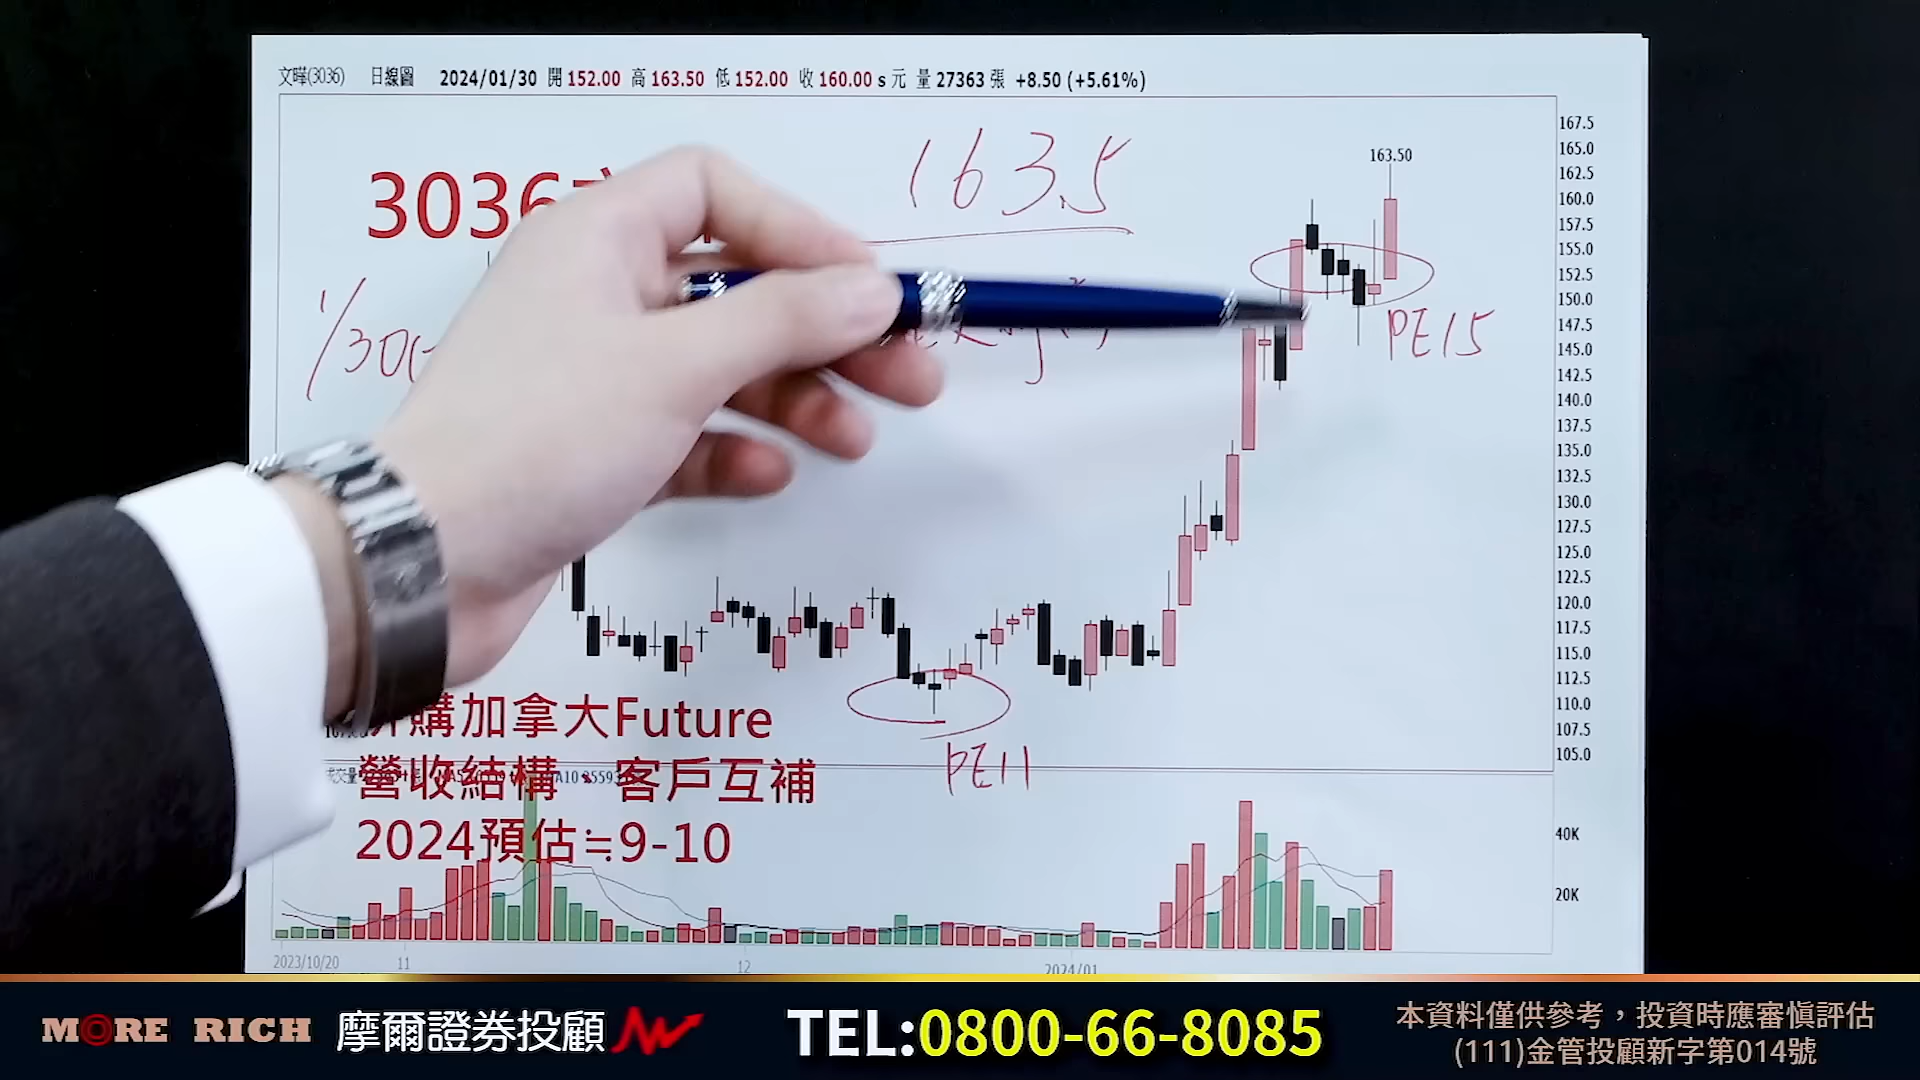 文曄(3036) 日線圖 2024/01/30 開 152.00 高 163.50 低 152.00 收 160.00 s 元 量 27363 張 +8.50 (+5.61%)
3036
163.5
1/30
163.50
PE15
PE11
167.5
165.0
162.5
160.0
157.5
155.0
152.5
150.0
147.5
145.0
142.5
140.0
137.5
135.0
132.5
130.0
127.5
125.0
122.5
120.0
117.5
115.0
112.5
110.0
107.5
105.0
購加拿大Future
營收結構、客戶互補
2024預估≒9-10
40K
20K
2023/10/20 11 12 2024/01
MORE RICH 摩爾證券投顧
TEL:0800-66-8085
本資料僅供參考，投資時應審慎評估
(111)金管投顧新字第014號